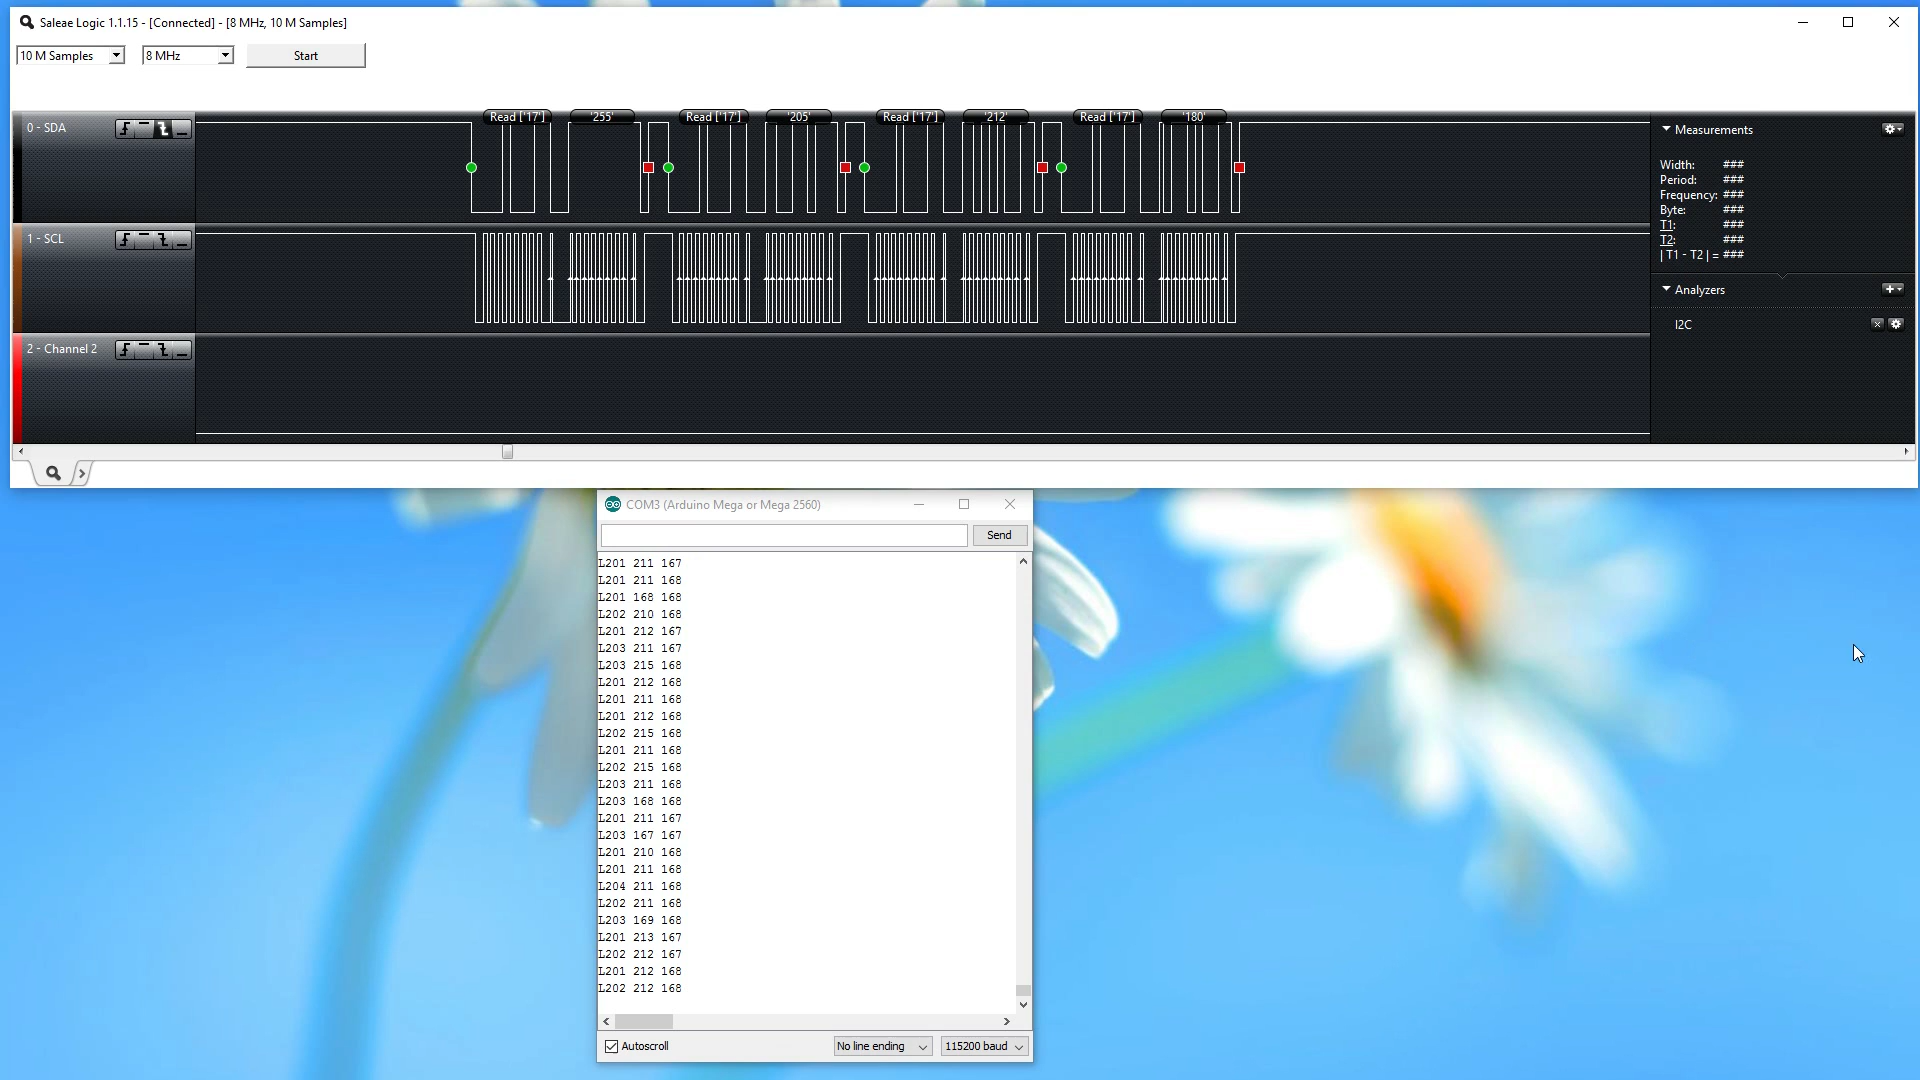 Saleae Logic 1.1.15 - [Connected] - [8 MHz, 10 M Samples]
10 M Samples
8 MHz
Start
Read ['17'] '255' Read ['17'] '205' Read ['17'] '212' Read ['17'] '180'
0 - SDA
1 - SCL
2 - Channel 2
Measurements
Width: ###
Period: ###
Frequency: ###
Byte: ###
T1: ###
T2: ###
| T1 - T2 | = ###
Analyzers
I2C
COM3 (Arduino Mega or Mega 2560)
Send
L201 211 167
L201 211 168
L201 168 168
L202 210 168
L201 212 167
L203 211 167
L203 215 168
L201 212 168
L201 211 168
L201 212 168
L202 215 168
L201 211 168
L202 215 168
L203 211 168
L203 168 168
L201 211 167
L203 167 167
L201 210 168
L201 211 168
L204 211 168
L202 211 168
L203 169 168
L201 213 167
L202 212 167
L201 212 168
L202 212 168
Autoscroll
No line ending
115200 baud